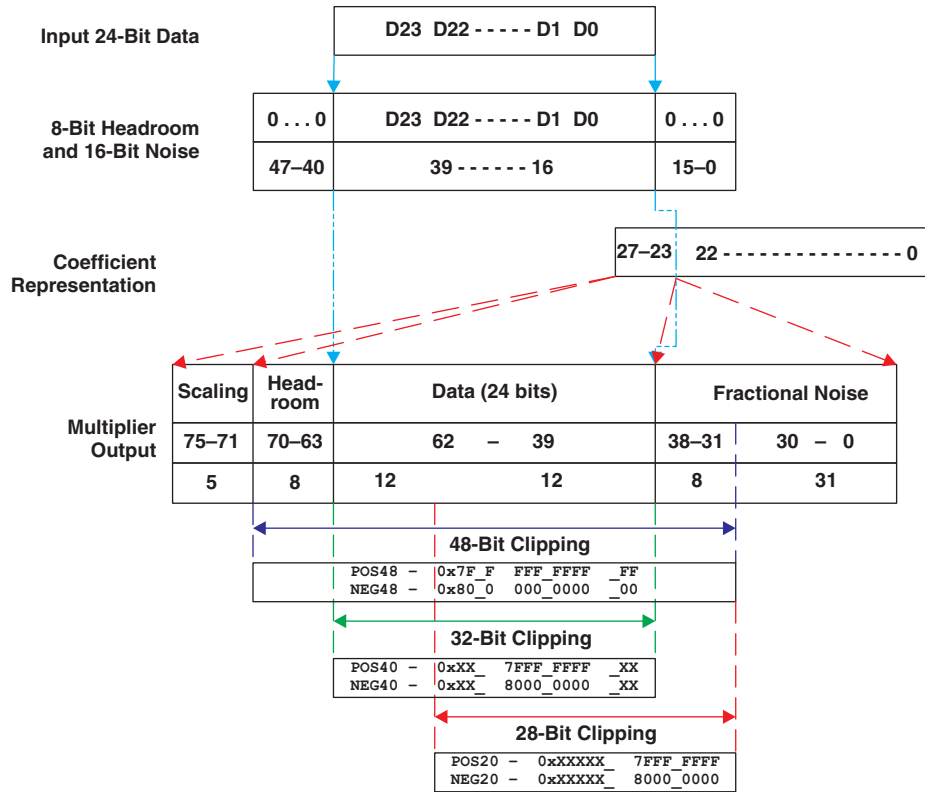 Input 24-Bit Data
D23 D22 - - - - - D1 D0
8-Bit Headroom
and 16-Bit Noise
0 . . . 0
D23 D22 - - - - - D1 D0
0 . . . 0
47–40
39 - - - - - - 16
15–0
Coefficient
Representation
27–23
22 - - - - - - - - - - - - - - - 0
Multiplier
Output
Scaling
Head-
room
Data (24 bits)
Fractional Noise
75–71
70–63
62 – 39
38–31
30 – 0
5
8
12
12
8
31
48-Bit Clipping
POS48 – 0x7F_F FFF_FFFF _FF
NEG48 – 0x80_0 000_0000 _00
32-Bit Clipping
POS40 – 0xXX_ 7FFF_FFFF _XX
NEG40 – 0xXX_ 8000_0000 _XX
28-Bit Clipping
POS20 – 0xXXXXX_ 7FFF_FFFF
NEG20 – 0xXXXXX_ 8000_0000